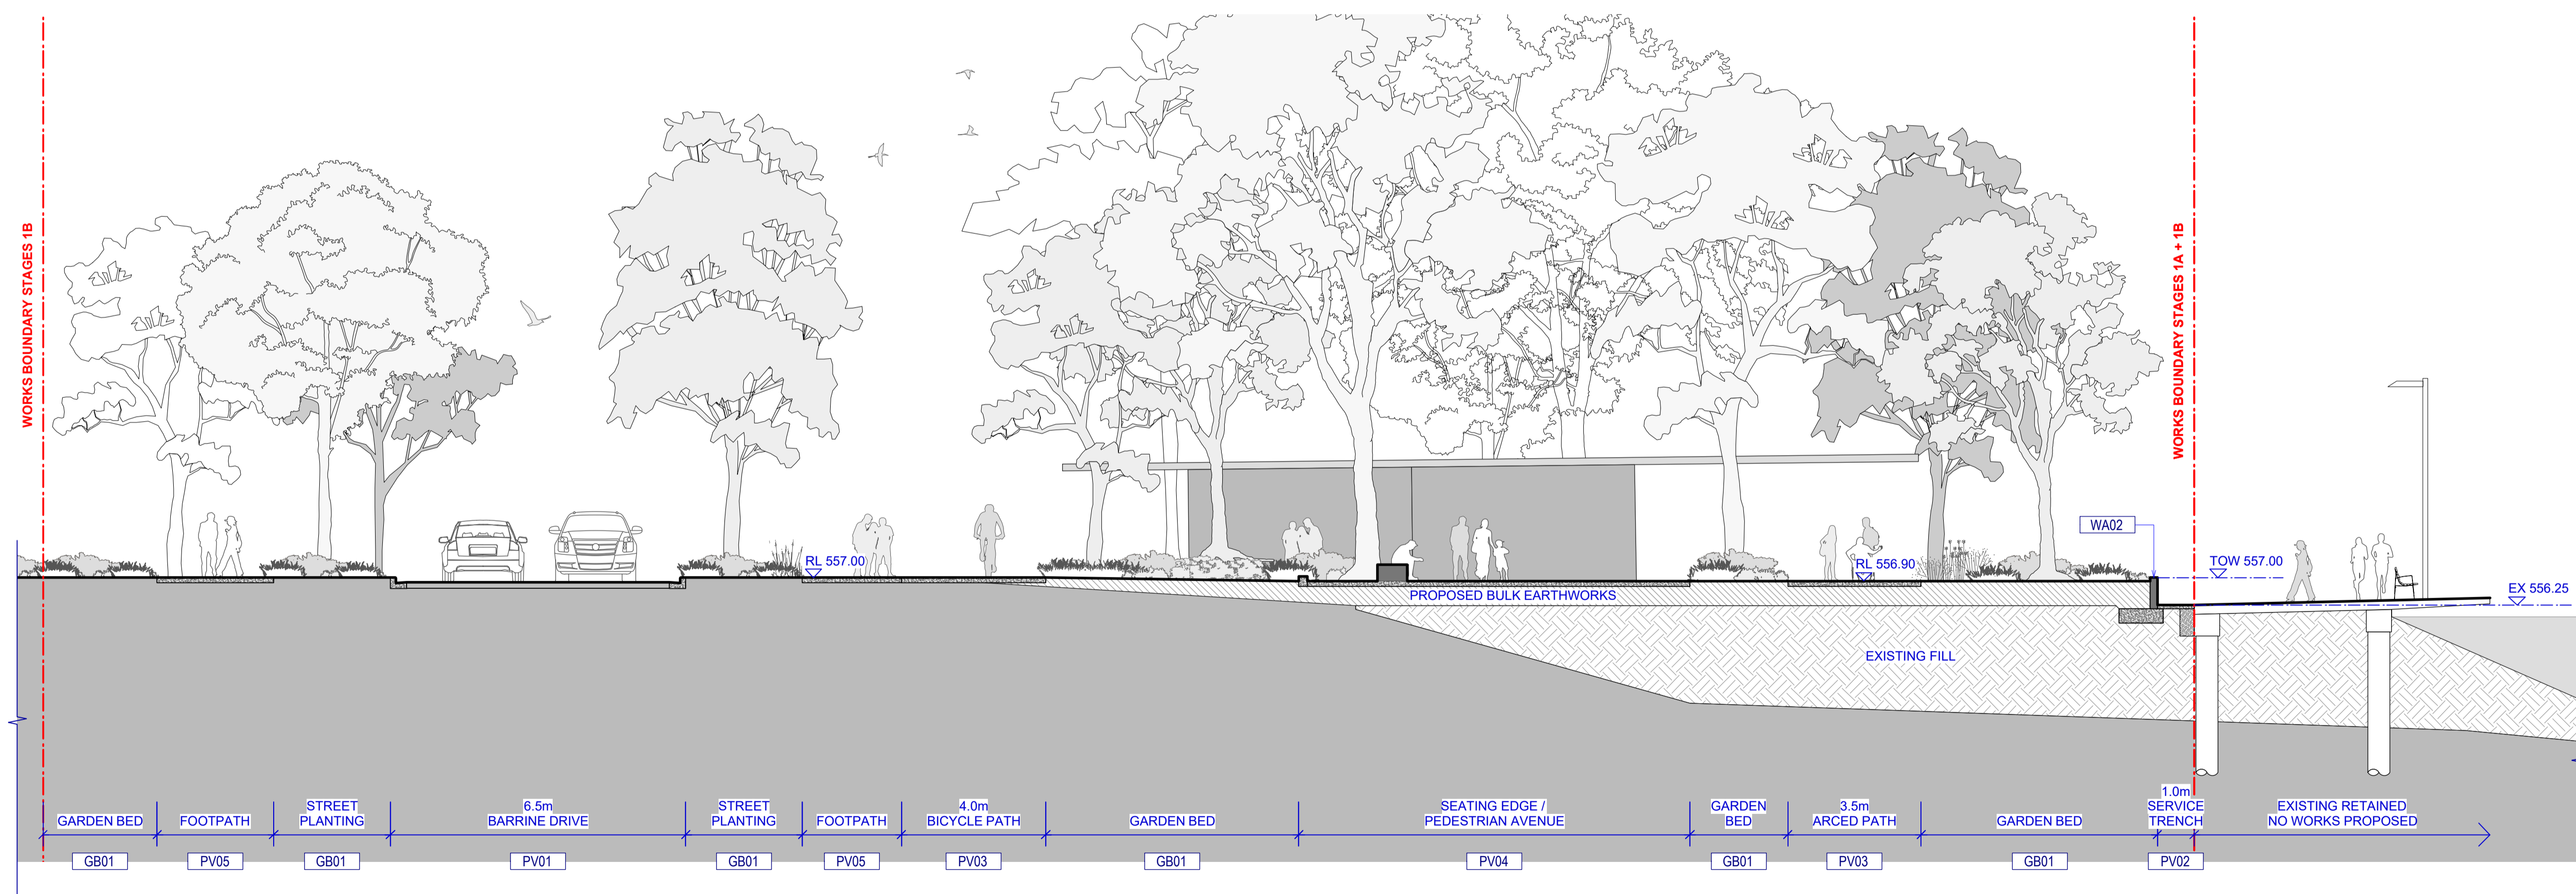 WORKS BOUNDARY STAGES 1B
WORKS BOUNDARY STAGES 1A + 1B
WA02
RL 557.00
RL 556.90
TOW 557.00
EX 556.25
PROPOSED BULK EARTHWORKS
EXISTING FILL
GARDEN BED
FOOTPATH
STREET
PLANTING
6.5m
BARRINE DRIVE
STREET
PLANTING
FOOTPATH
4.0m
BICYCLE PATH
GARDEN BED
SEATING EDGE /
PEDESTRIAN AVENUE
GARDEN
BED
3.5m
ARCED PATH
GARDEN BED
1.0m
SERVICE
TRENCH
EXISTING RETAINED
NO WORKS PROPOSED
GB01
PV05
GB01
PV01
GB01
PV05
PV03
GB01
PV04
GB01
PV03
GB01
PV02